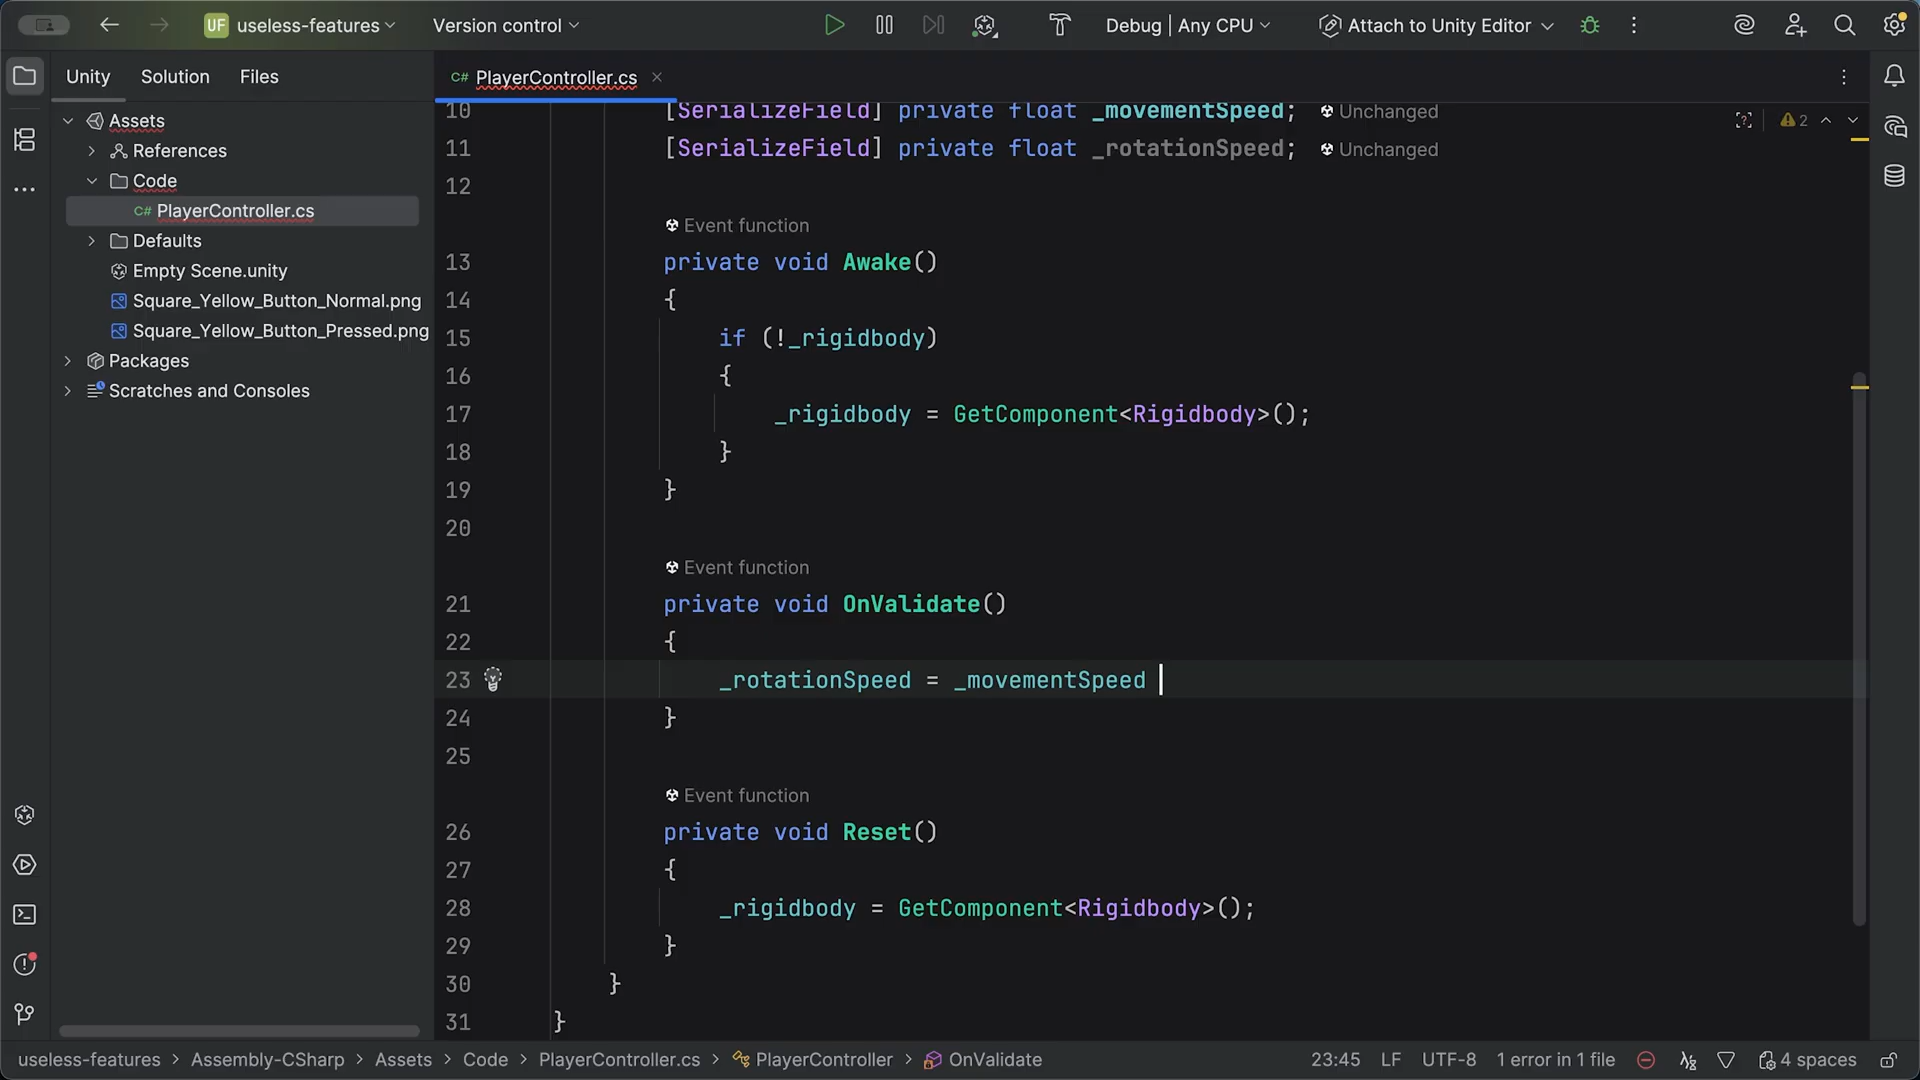 UF useless-features Version control Debug | Any CPU Attach to Unity Editor
Unity Solution Files
C# PlayerController.cs
Assets
References
Code
C# PlayerController.cs
Defaults
Empty Scene.unity
Square_Yellow_Button_Normal.png
Square_Yellow_Button_Pressed.png
Packages
Scratches and Consoles
10 [SerializeField] private float _movementSpeed; Unchanged
2
11 [SerializeField] private float _rotationSpeed; Unchanged
12
Event function
13 private void Awake()
14 {
15 if (!_rigidbody)
16 {
17 _rigidbody = GetComponent<Rigidbody>();
18 }
19 }
20
Event function
21 private void OnValidate()
22 {
23 _rotationSpeed = _movementSpeed
24 }
25
Event function
26 private void Reset()
27 {
28 _rigidbody = GetComponent<Rigidbody>();
29 }
30 }
31 }
useless-features > Assembly-CSharp > Assets > Code > PlayerController.cs > PlayerController > OnValidate 23:45 LF UTF-8 1 error in 1 file 4 spaces